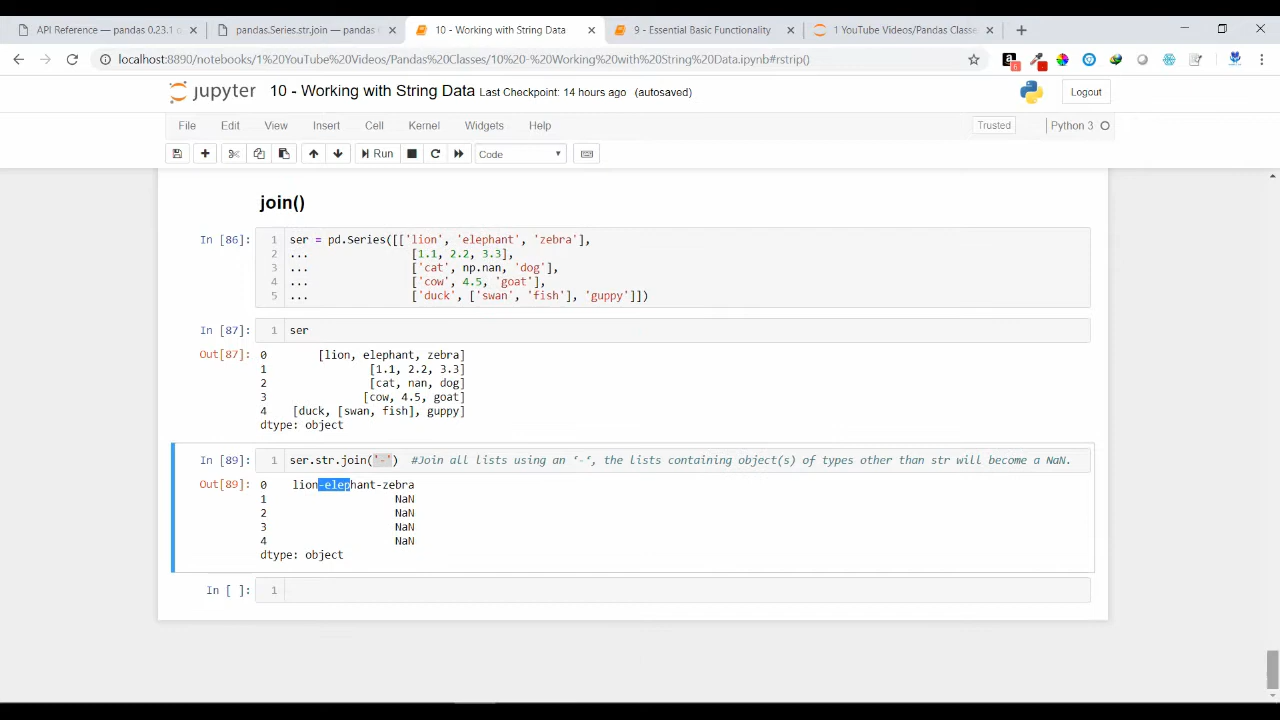 API Reference — pandas 0.23.1 d
pandas.Series.str.join — pandas
10 - Working with String Data
9 - Essential Basic Functionality
1 YouTube Videos/Pandas Classe
localhost:8890/notebooks/1%20YouTube%20Videos/Pandas%20Classes/10%20-%20Working%20with%20String%20Data.ipynb#rstrip()
jupyter 10 - Working with String Data Last Checkpoint: 14 hours ago (autosaved)
Logout
File Edit View Insert Cell Kernel Widgets Help
Trusted
Python 3
Run
Code
join()
In [86]: 1 ser = pd.Series([['lion', 'elephant', 'zebra'],
2 ... [1.1, 2.2, 3.3],
3 ... ['cat', np.nan, 'dog'],
4 ... ['cow', 4.5, 'goat'],
5 ... ['duck', ['swan', 'fish'], 'guppy']])
In [87]: 1 ser
Out[87]: 0 [lion, elephant, zebra]
1 [1.1, 2.2, 3.3]
2 [cat, nan, dog]
3 [cow, 4.5, goat]
4 [duck, [swan, fish], guppy]
dtype: object
In [89]: 1 ser.str.join('-') #Join all lists using an ‘-‘, the lists containing object(s) of types other than str will become a NaN.
Out[89]: 0 lion-elephant-zebra
1 NaN
2 NaN
3 NaN
4 NaN
dtype: object
In [ ]: 1